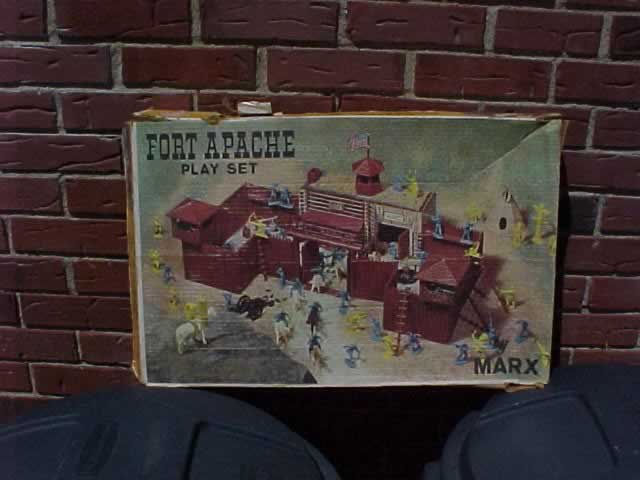 FORT APACHE
PLAY SET
MARX